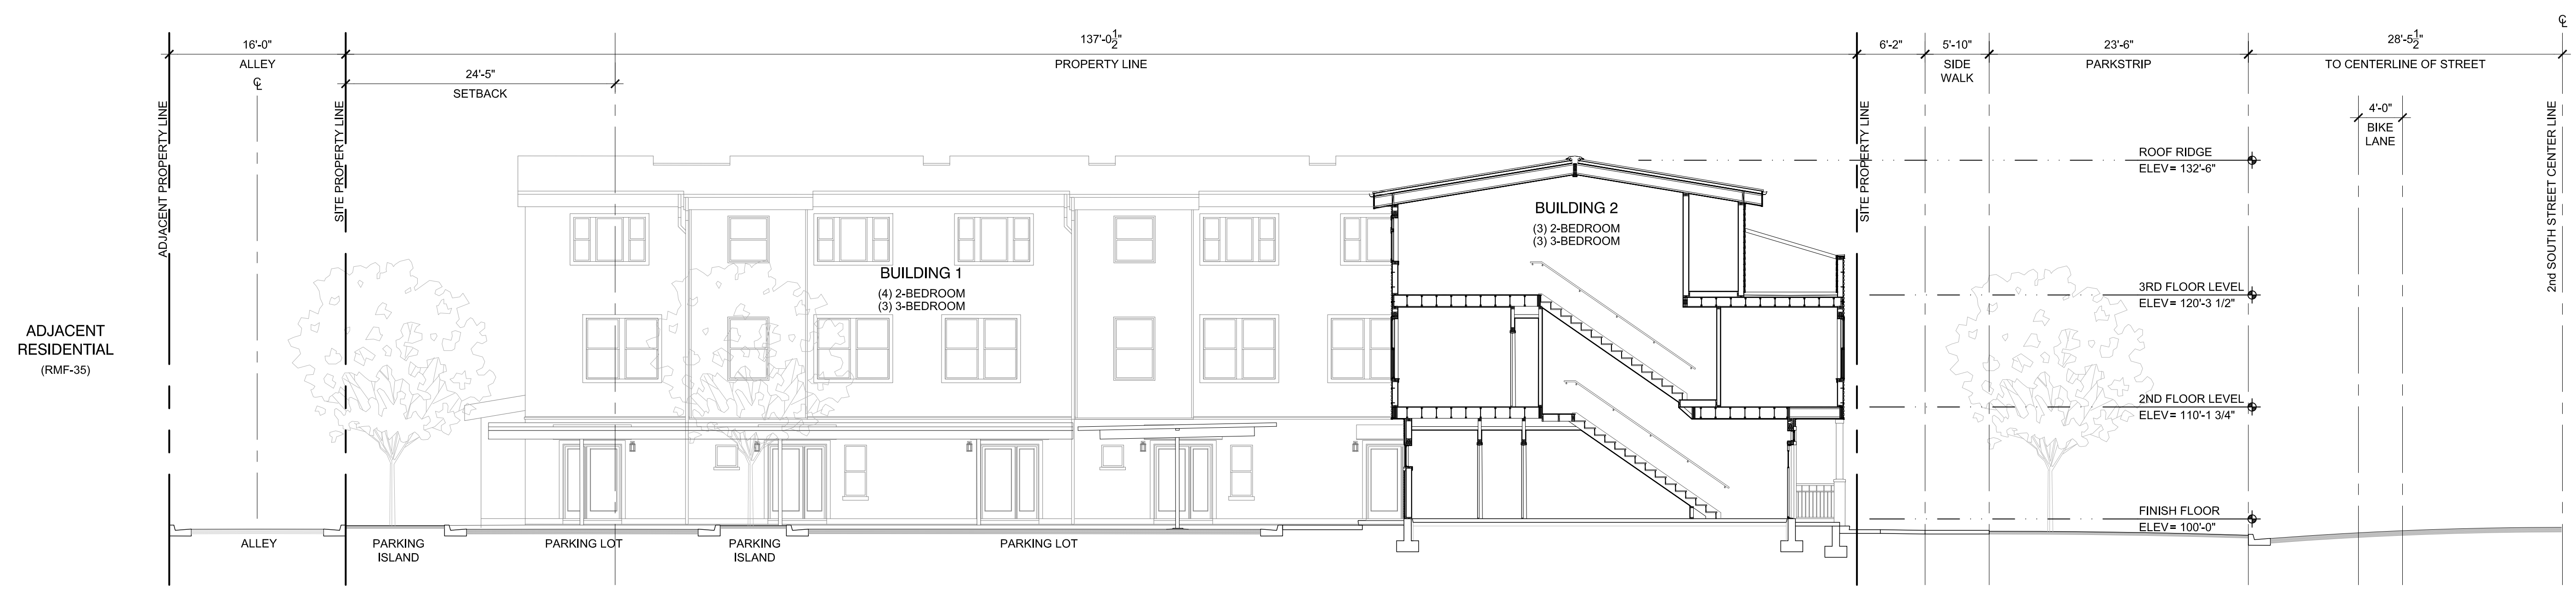 ℄
16'-0"
137'-0 1/2"
6'-2"
5'-10"
23'-6"
28'-5 1/2"
ALLEY
PROPERTY LINE
SIDE
WALK
PARKSTRIP
TO CENTERLINE OF STREET
℄
24'-5"
SETBACK
4'-0"
BIKE
LANE
ADJACENT PROPERTY LINE
SITE PROPERTY LINE
SITE PROPERTY LINE
2nd SOUTH STREET CENTER LINE
ROOF RIDGE
ELEV= 132'-6"
BUILDING 2
(3) 2-BEDROOM
(3) 3-BEDROOM
BUILDING 1
(4) 2-BEDROOM
(3) 3-BEDROOM
3RD FLOOR LEVEL
ELEV= 120'-3 1/2"
ADJACENT
RESIDENTIAL
(RMF-35)
2ND FLOOR LEVEL
ELEV= 110'-1 3/4"
FINISH FLOOR
ELEV= 100'-0"
ALLEY
PARKING
ISLAND
PARKING LOT
PARKING
ISLAND
PARKING LOT